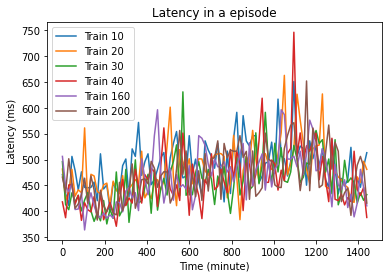 Latency in a episode
Latency (ms)
750
700
650
600
550
500
450
400
350
Train 10
Train 20
Train 30
Train 40
Train 160
Train 200
0 200 400 600 800 1000 1200 1400
Time (minute)